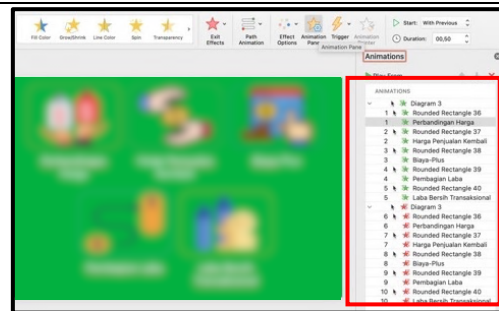 Fill Color Grow/Shrink Line Color Spin Transparency
Exit Effects
Path Animation
Effect Options
Animation Pane
Trigger
Animation
Start: With Previous
Duration: 00,50
Animation Pane
Animations
ANIMATIONS
Diagram 3
1 Rounded Rectangle 36
1 Perbandingan Harga
2 Rounded Rectangle 37
2 Harga Penjualan Kembali
3 Rounded Rectangle 38
3 Biaya-Plus
4 Rounded Rectangle 39
4 Pembagian Laba
5 Rounded Rectangle 40
5 Laba Bersih Transaksional
Diagram 3
6 Rounded Rectangle 36
6 Perbandingan Harga
7 Rounded Rectangle 37
7 Harga Penjualan Kembali
8 Rounded Rectangle 38
8 Biaya-Plus
9 Rounded Rectangle 39
9 Pembagian Laba
10 Rounded Rectangle 40
10 Laba Bersih Transaksional